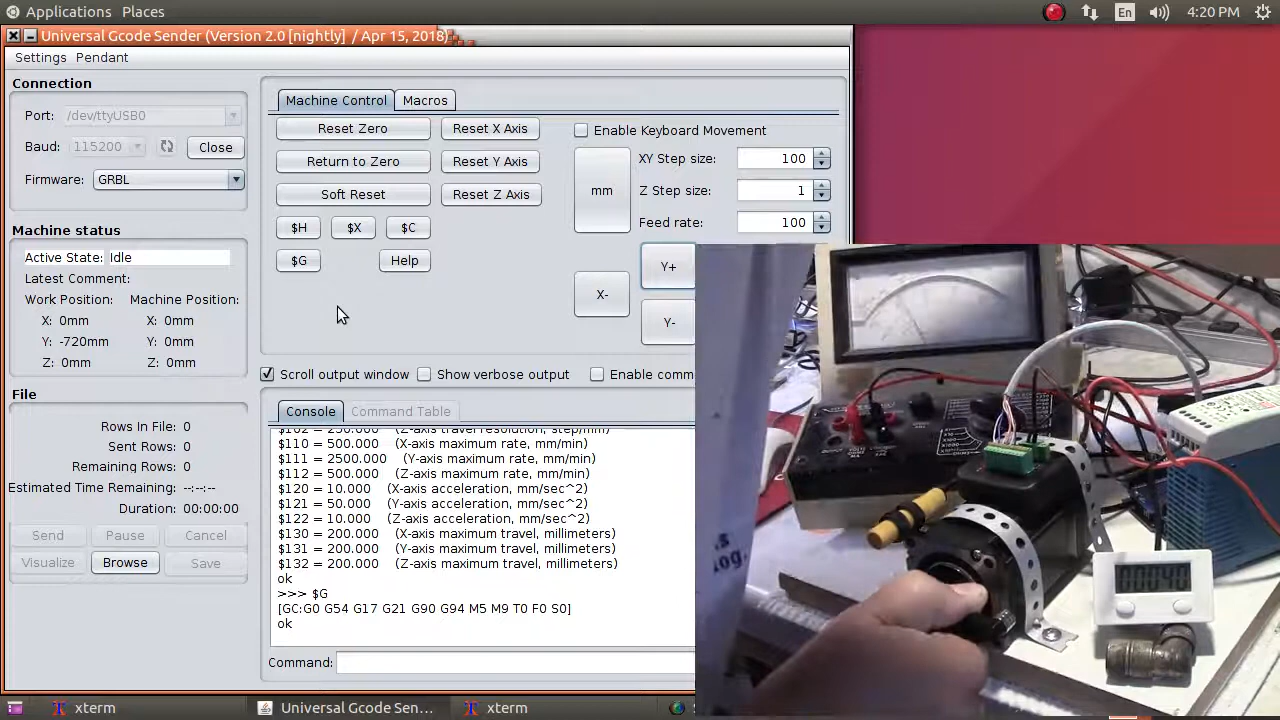 Applications Places
En 4:20 PM
Universal Gcode Sender (Version 2.0 [nightly] / Apr 15, 2018)
Settings Pendant
Connection
Port: /dev/ttyUSB0
Baud: 115200 Close
Firmware: GRBL
Machine status
Active State: Idle
Latest Comment:
Work Position: Machine Position:
X: 0mm X: 0mm
Y: -720mm Y: 0mm
Z: 0mm Z: 0mm
File
Rows In File: 0
Sent Rows: 0
Remaining Rows: 0
Estimated Time Remaining: --:--:--
Duration: 00:00:00
Send Pause Cancel
Visualize Browse Save
Machine Control Macros
Reset Zero Reset X Axis
Return to Zero Reset Y Axis
Soft Reset Reset Z Axis
$H $X $C
$G Help
Enable Keyboard Movement
mm
XY Step size: 100
Z Step size: 1
Feed rate: 100
Y+
X-
Y-
Scroll output window Show verbose output Enable comm
Console Command Table
$110 = 500.000 (X-axis maximum rate, mm/min)
$111 = 2500.000 (Y-axis maximum rate, mm/min)
$112 = 500.000 (Z-axis maximum rate, mm/min)
$120 = 10.000 (X-axis acceleration, mm/sec^2)
$121 = 50.000 (Y-axis acceleration, mm/sec^2)
$122 = 10.000 (Z-axis acceleration, mm/sec^2)
$130 = 200.000 (X-axis maximum travel, millimeters)
$131 = 200.000 (Y-axis maximum travel, millimeters)
$132 = 200.000 (Z-axis maximum travel, millimeters)
ok
>>> $G
[GC:G0 G54 G17 G21 G90 G94 M5 M9 T0 F0 S0]
ok
Command:
xterm Universal Gcode Sen... xterm